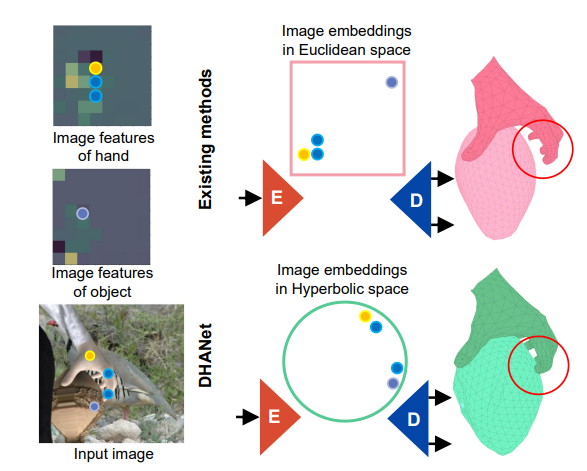 Image features
of hand
Image features
of object
Input image
Existing methods
Image embeddings
in Euclidean space
E
D
DHANet
Image embeddings
in Hyperbolic space
E
D